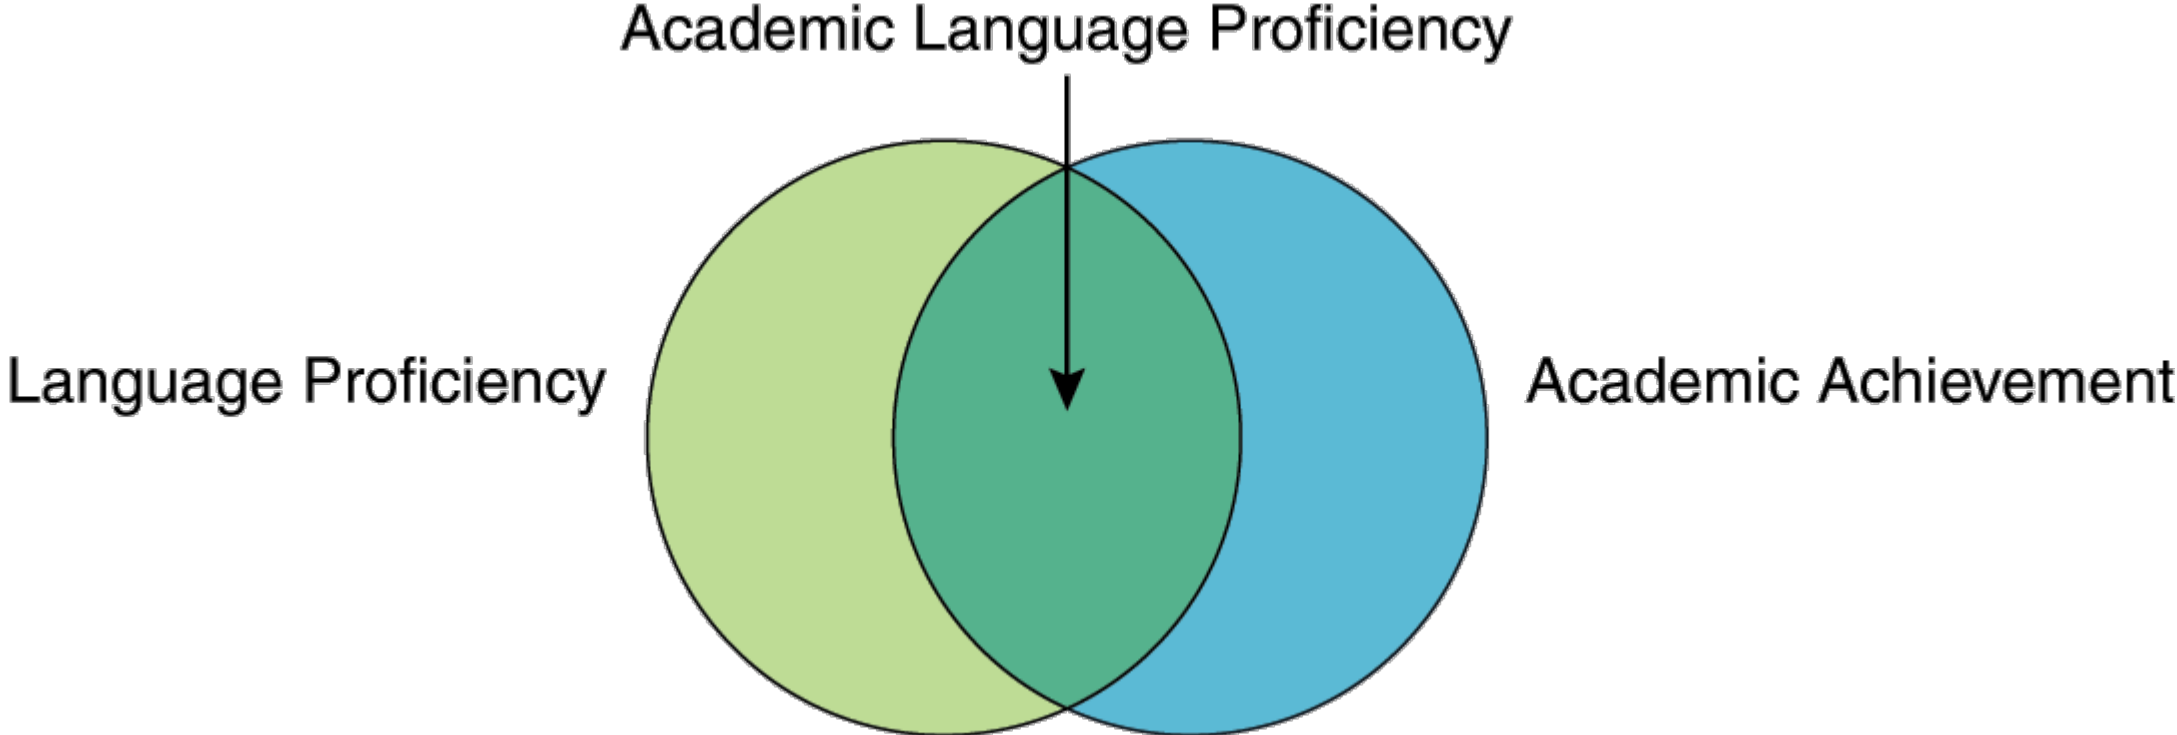 Academic Language Proficiency
Language Proficiency
Academic Achievement